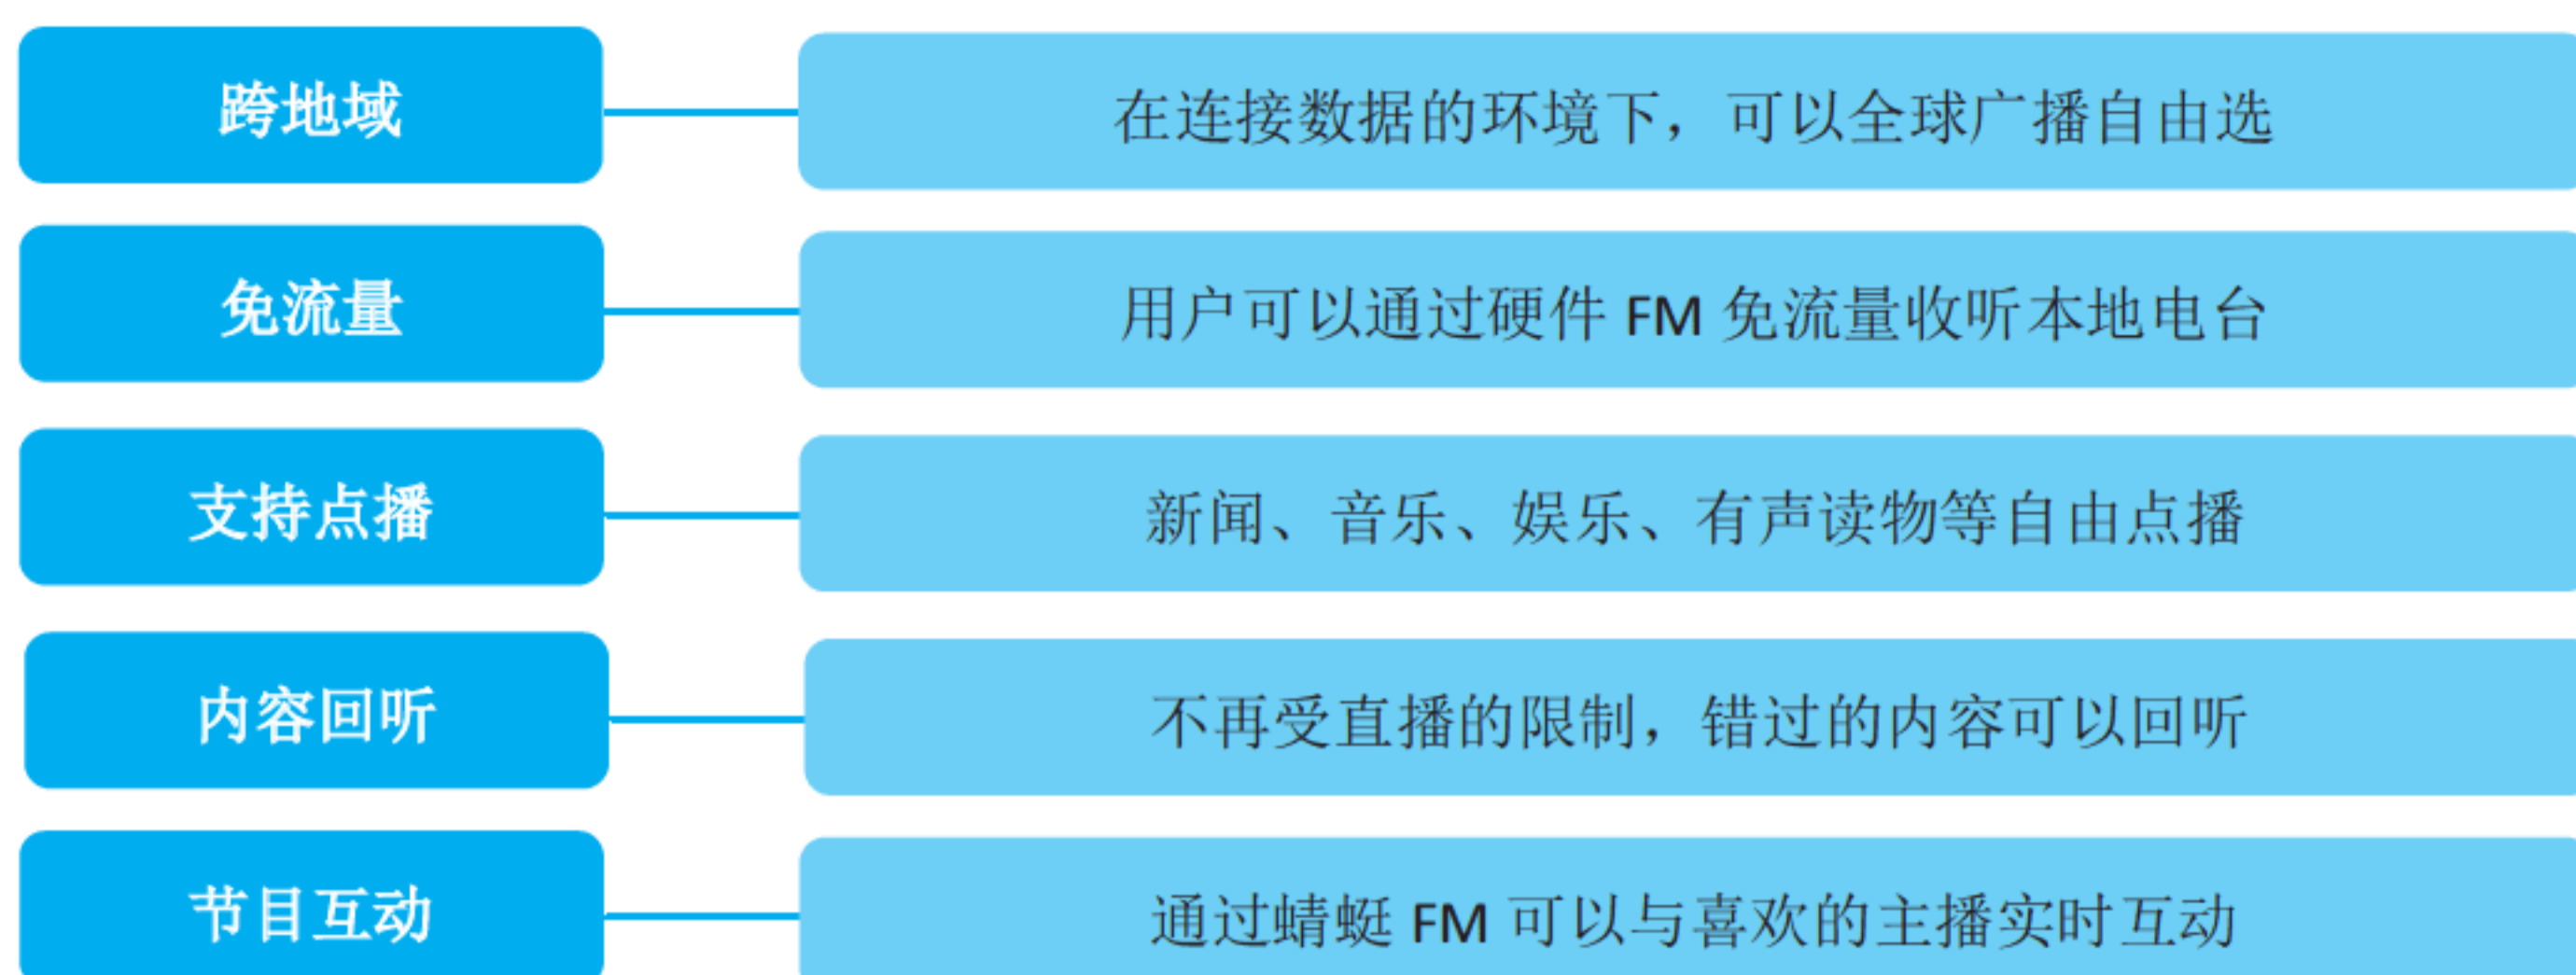 跨地域
在连接数据的环境下，可以全球广播自由选
免流量
用户可以通过硬件 FM 免流量收听本地电台
支持点播
新闻、音乐、娱乐、有声读物等自由点播
内容回听
不再受直播的限制，错过的内容可以回听
节目互动
通过蜻蜓 FM 可以与喜欢的主播实时互动